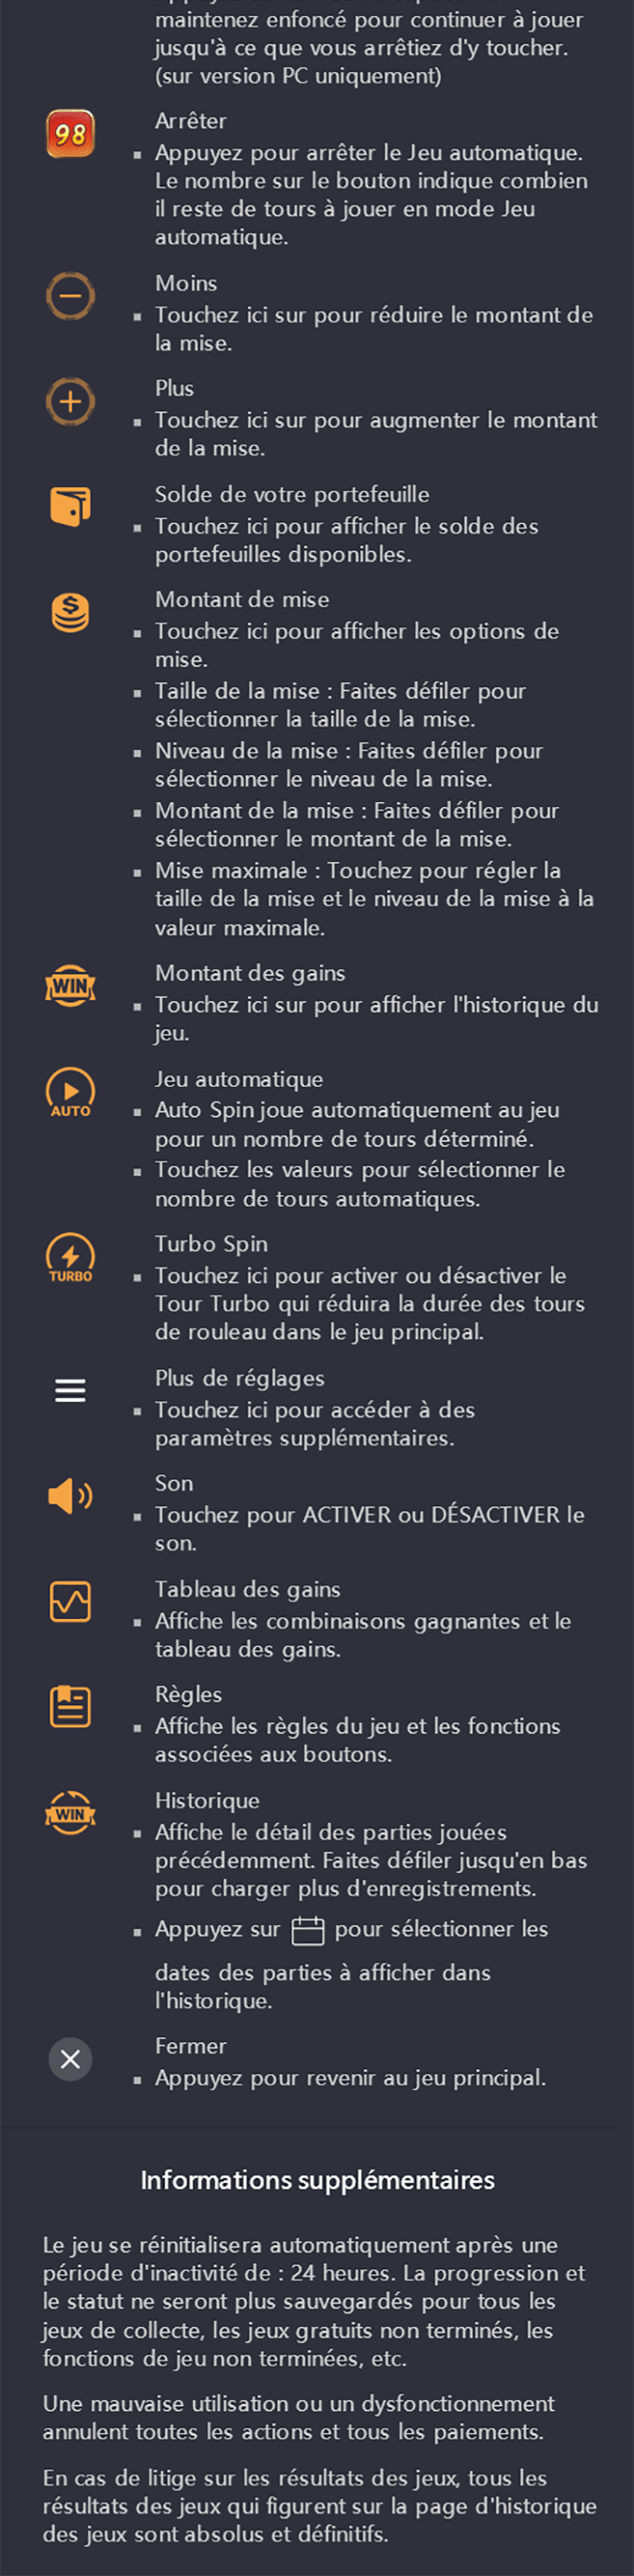 maintenez enfoncé pour continuer à jouer
jusqu'à ce que vous arrêtiez d'y toucher.
(sur version PC uniquement)
98
Arrêter
Appuyez pour arrêter le Jeu automatique.
Le nombre sur le bouton indique combien
il reste de tours à jouer en mode Jeu
automatique.
Moins
Touchez ici sur pour réduire le montant de
la mise.
Plus
Touchez ici sur pour augmenter le montant
de la mise.
Solde de votre portefeuille
Touchez ici pour afficher le solde des
portefeuilles disponibles.
Montant de mise
Touchez ici pour afficher les options de
mise.
Taille de la mise : Faites défiler pour
sélectionner la taille de la mise.
Niveau de la mise : Faites défiler pour
sélectionner le niveau de la mise.
Montant de la mise : Faites défiler pour
sélectionner le montant de la mise.
Mise maximale : Touchez pour régler la
taille de la mise et le niveau de la mise à la
valeur maximale.
WIN
Montant des gains
Touchez ici sur pour afficher l'historique du
jeu.
AUTO
Jeu automatique
Auto Spin joue automatiquement au jeu
pour un nombre de tours déterminé.
Touchez les valeurs pour sélectionner le
nombre de tours automatiques.
TURBO
Turbo Spin
Touchez ici pour activer ou désactiver le
Tour Turbo qui réduira la durée des tours
de rouleau dans le jeu principal.
Plus de réglages
Touchez ici pour accéder à des
paramètres supplémentaires.
Son
Touchez pour ACTIVER ou DÉSACTIVER le
son.
Tableau des gains
Affiche les combinaisons gagnantes et le
tableau des gains.
Règles
Affiche les règles du jeu et les fonctions
associées aux boutons.
WIN
Historique
Affiche le détail des parties jouées
précédemment. Faites défiler jusqu'en bas
pour charger plus d'enregistrements.
Appuyez sur pour sélectionner les
dates des parties à afficher dans
l'historique.
Fermer
Appuyez pour revenir au jeu principal.
Informations supplémentaires
Le jeu se réinitialisera automatiquement après une
période d'inactivité de : 24 heures. La progression et
le statut ne seront plus sauvegardés pour tous les
jeux de collecte, les jeux gratuits non terminés, les
fonctions de jeu non terminées, etc.
Une mauvaise utilisation ou un dysfonctionnement
annulent toutes les actions et tous les paiements.
En cas de litige sur les résultats des jeux, tous les
résultats des jeux qui figurent sur la page d'historique
des jeux sont absolus et définitifs.